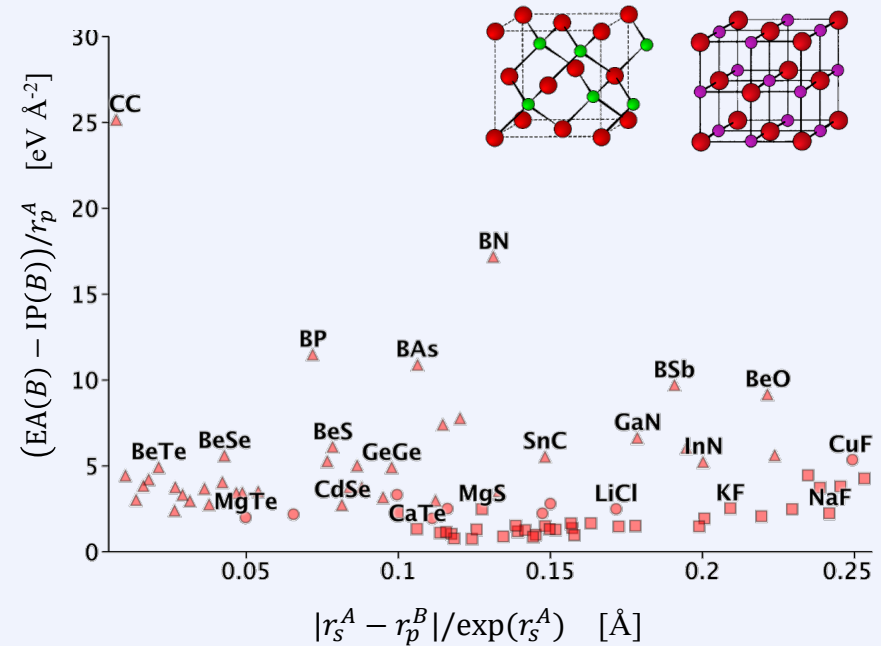 (EA(B) − IP(B))/r_p^A [eV Å⁻²]
30
25
20
15
10
5
0
CC
BN
BP
BAs
BSb
BeO
GaN
BeTe
BeSe
BeS
GeGe
SnC
InN
CuF
MgTe
CdSe
CaTe
MgS
LiCl
KF
NaF
0.05 0.1 0.15 0.2 0.25
|r_s^A − r_p^B|/exp(r_s^A) [Å]